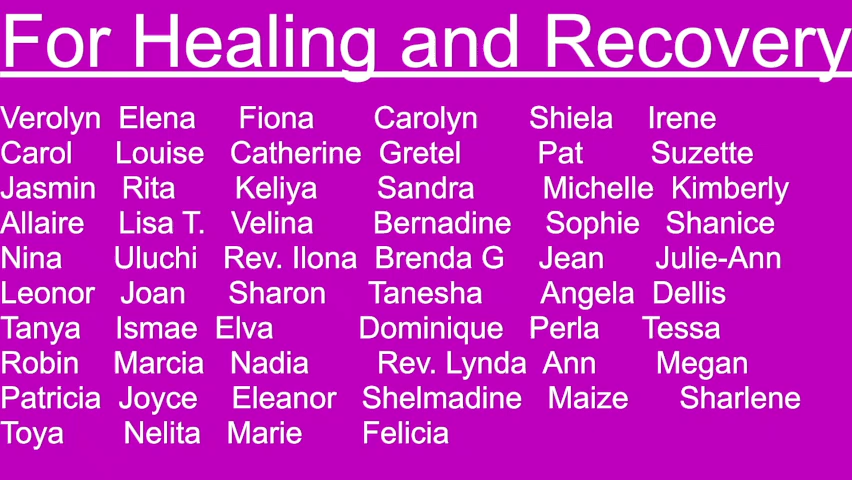 For Healing and Recovery
Verolyn Elena Fiona Carolyn Shiela Irene
Carol Louise Catherine Gretel Pat Suzette
Jasmin Rita Keliya Sandra Michelle Kimberly
Allaire Lisa T. Velina Bernadine Sophie Shanice
Nina Uluchi Rev. Ilona Brenda G Jean Julie-Ann
Leonor Joan Sharon Tanesha Angela Dellis
Tanya Ismae Elva Dominique Perla Tessa
Robin Marcia Nadia Rev. Lynda Ann Megan
Patricia Joyce Eleanor Shelmadine Maize Sharlene
Toya Nelita Marie Felicia